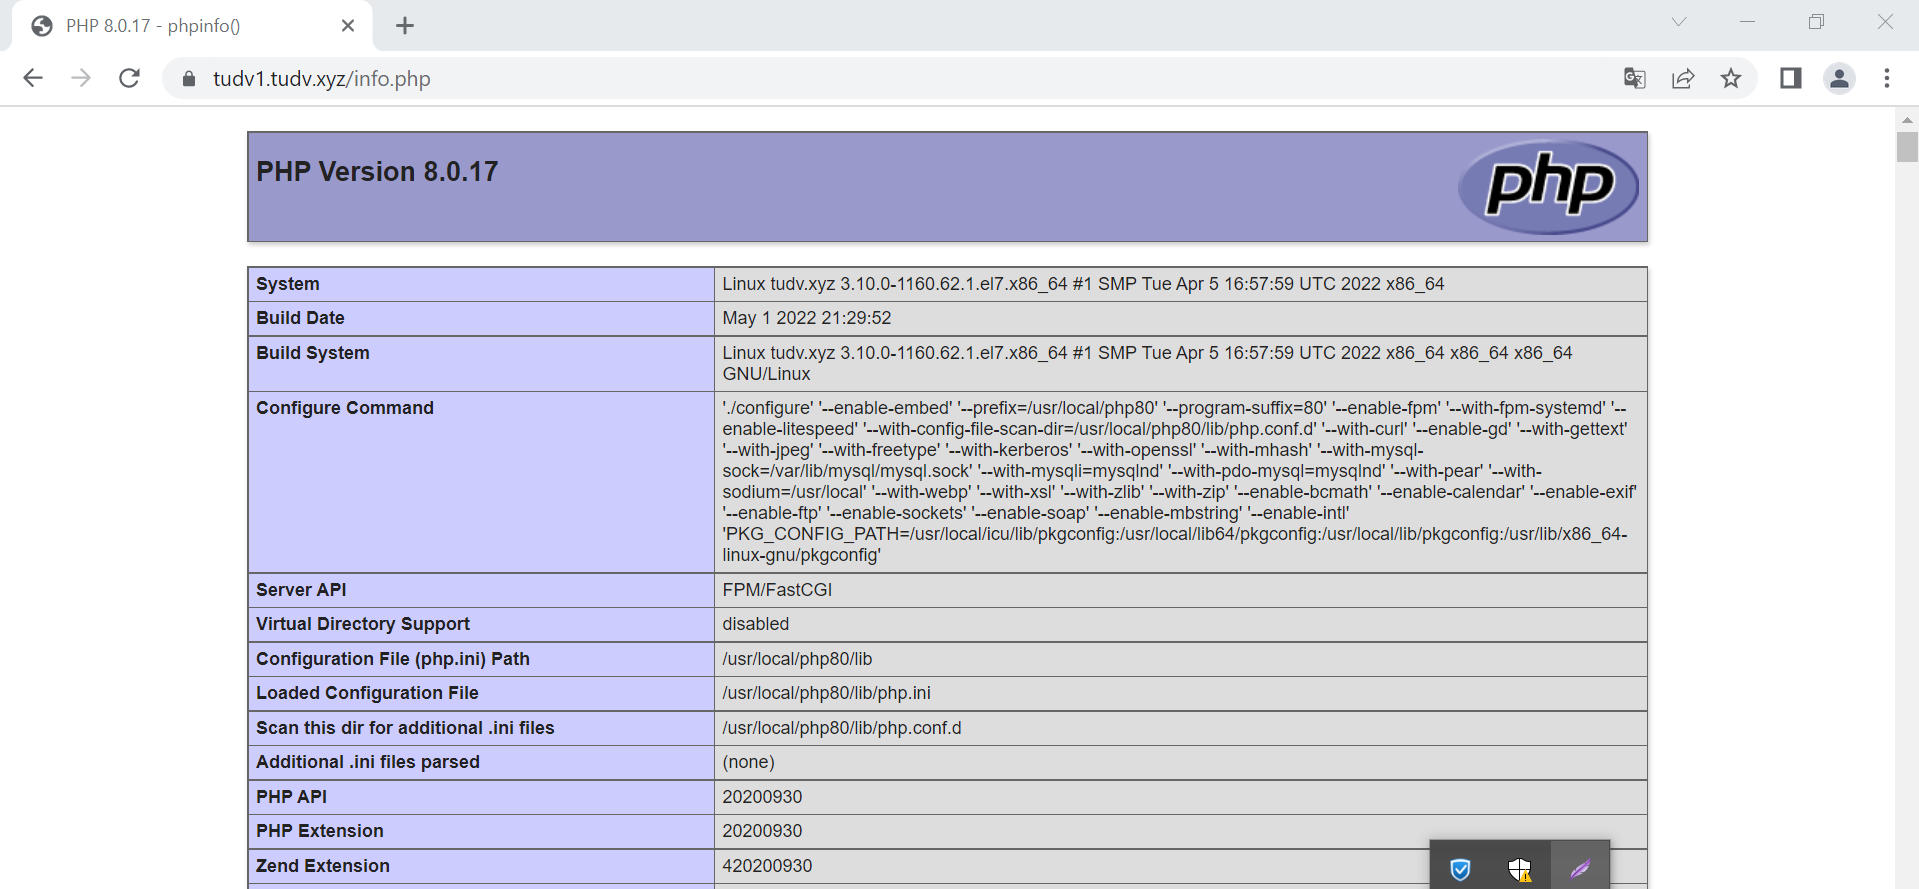 PHP 8.0.17 - phpinfo()
tudv1.tudv.xyz/info.php
PHP Version 8.0.17
php
System
Linux tudv.xyz 3.10.0-1160.62.1.el7.x86_64 #1 SMP Tue Apr 5 16:57:59 UTC 2022 x86_64
Build Date
May 1 2022 21:29:52
Build System
Linux tudv.xyz 3.10.0-1160.62.1.el7.x86_64 #1 SMP Tue Apr 5 16:57:59 UTC 2022 x86_64 x86_64 x86_64
GNU/Linux
Configure Command
'./configure' '--enable-embed' '--prefix=/usr/local/php80' '--program-suffix=80' '--enable-fpm' '--with-fpm-systemd' '--
enable-litespeed' '--with-config-file-scan-dir=/usr/local/php80/lib/php.conf.d' '--with-curl' '--enable-gd' '--with-gettext'
'--with-jpeg' '--with-freetype' '--with-kerberos' '--with-openssl' '--with-mhash' '--with-mysql-
sock=/var/lib/mysql/mysql.sock' '--with-mysqli=mysqlnd' '--with-pdo-mysql=mysqlnd' '--with-pear' '--with-
sodium=/usr/local' '--with-webp' '--with-xsl' '--with-zlib' '--with-zip' '--enable-bcmath' '--enable-calendar' '--enable-exif'
'--enable-ftp' '--enable-sockets' '--enable-soap' '--enable-mbstring' '--enable-intl'
'PKG_CONFIG_PATH=/usr/local/icu/lib/pkgconfig:/usr/local/lib64/pkgconfig:/usr/local/lib/pkgconfig:/usr/lib/x86_64-
linux-gnu/pkgconfig'
Server API
FPM/FastCGI
Virtual Directory Support
disabled
Configuration File (php.ini) Path
/usr/local/php80/lib
Loaded Configuration File
/usr/local/php80/lib/php.ini
Scan this dir for additional .ini files
/usr/local/php80/lib/php.conf.d
Additional .ini files parsed
(none)
PHP API
20200930
PHP Extension
20200930
Zend Extension
420200930